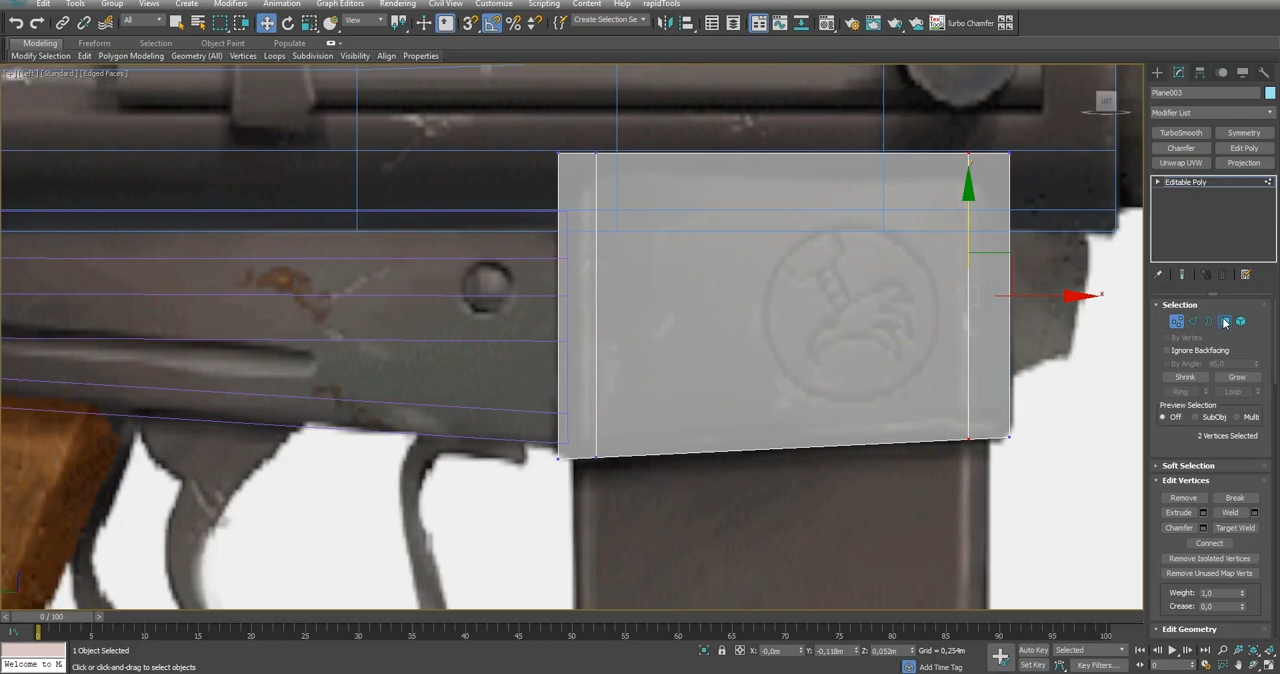 Edit Tools Group Views Create Modifiers Animation Graph Editors Rendering Civil View Customize Scripting Content Help rapidTools
All View Create Selection Se Turbo Chamfer
Modeling Freeform Selection Object Paint Populate
Modify Selection Edit Polygon Modeling Geometry (All) Vertices Loops Subdivision Visibility Align Properties
[+] [Left] [Standard] [Edged Faces]
LEFT
Plane003
Modifier List
TurboSmooth Symmetry
Chamfer Edit Poly
Unwrap UVW Projection
Editable Poly
y
x
Selection
By Vertex
Ignore Backfacing
By Angle: 45,0
Shrink Grow
Ring Loop
Preview Selection
Off SubObj Multi
2 Vertices Selected
Soft Selection
Edit Vertices
Remove Break
Extrude Weld
Chamfer Target Weld
Connect
Remove Isolated Vertices
Remove Unused Map Verts
Weight: 1,0
Crease: 0,0
Edit Geometry
< 0 / 100 >
0 5 10 15 20 25 30 35 40 45 50 55 60 65 70 75 80 85 90 95 100
1 Object Selected X: -0,0m Y: -0,118m Z: 0,052m Grid = 0,254m Auto Key Selected
Welcome to M Click or click-and-drag to select objects Add Time Tag Set Key Key Filters... 0